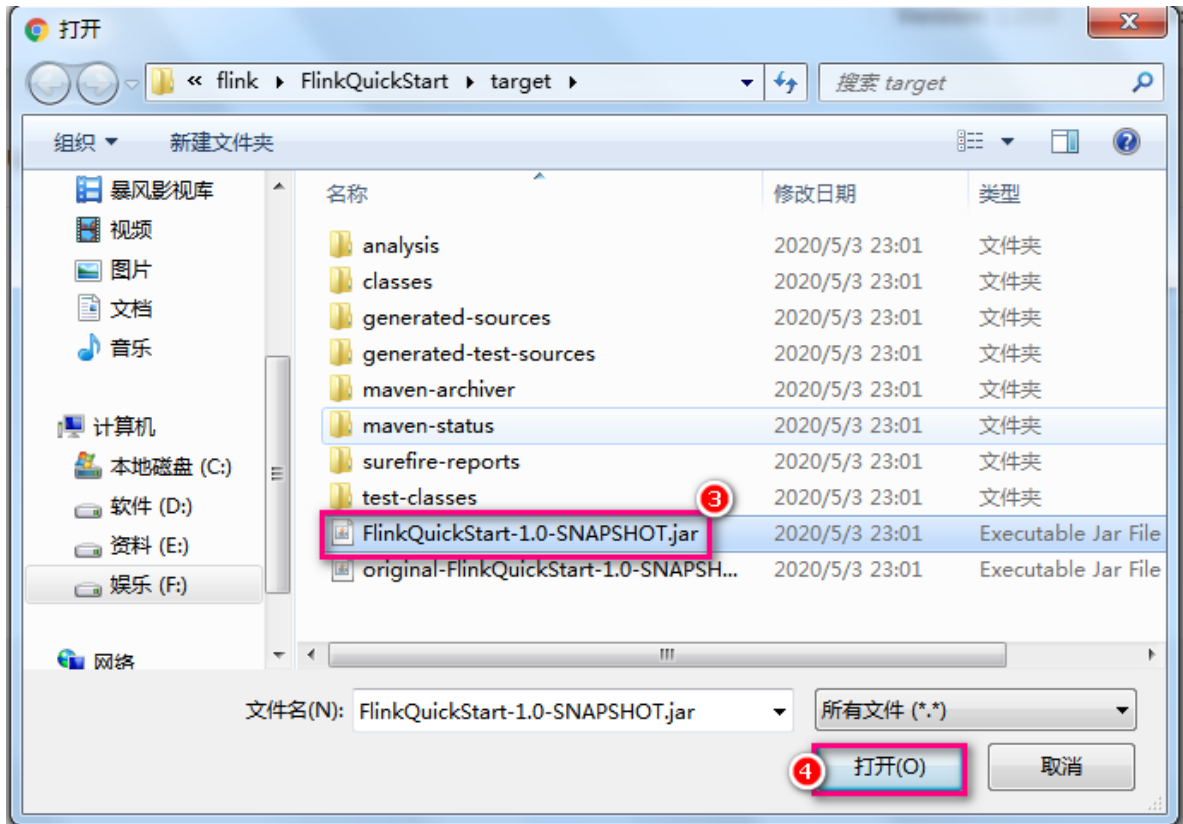 打开
« flink ▸ FlinkQuickStart ▸ target ▸
搜索 target
组织 新建文件夹
暴风影视库
视频
图片
文档
音乐
计算机
本地磁盘 (C:)
软件 (D:)
资料 (E:)
娱乐 (F:)
网络
名称 修改日期 类型
analysis 2020/5/3 23:01 文件夹
classes 2020/5/3 23:01 文件夹
generated-sources 2020/5/3 23:01 文件夹
generated-test-sources 2020/5/3 23:01 文件夹
maven-archiver 2020/5/3 23:01 文件夹
maven-status 2020/5/3 23:01 文件夹
surefire-reports 2020/5/3 23:01 文件夹
test-classes 2020/5/3 23:01 文件夹
3
FlinkQuickStart-1.0-SNAPSHOT.jar 2020/5/3 23:01 Executable Jar File
original-FlinkQuickStart-1.0-SNAPSH... 2020/5/3 23:01 Executable Jar File
文件名(N): FlinkQuickStart-1.0-SNAPSHOT.jar 所有文件 (*.*)
4 打开(O) 取消